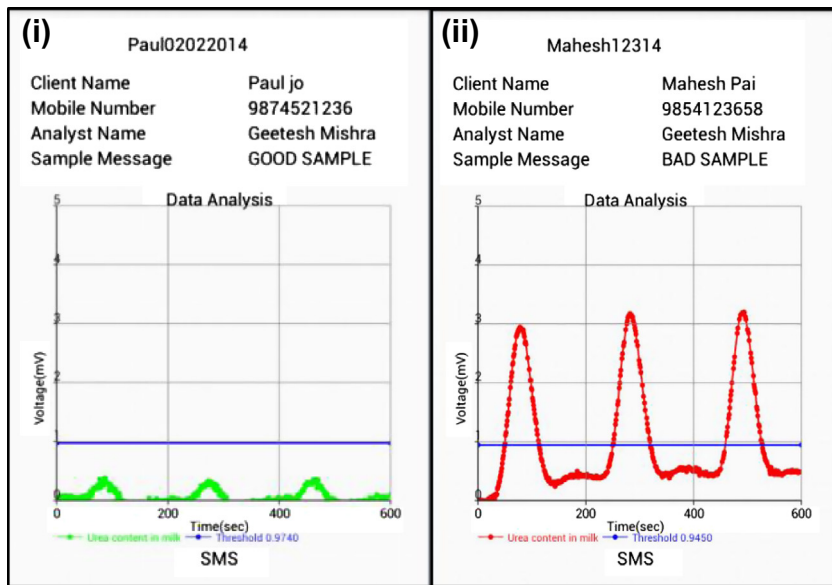 (i)
Paul02022014
Client Name Paul jo
Mobile Number 9874521236
Analyst Name Geetesh Mishra
Sample Message GOOD SAMPLE
Data Analysis
5
4
3
2
1
0
Voltage(mV)
0 200 400 600
Time(sec)
Urea content in milk Threshold 0.9740
SMS
(ii)
Mahesh12314
Client Name Mahesh Pai
Mobile Number 9854123658
Analyst Name Geetesh Mishra
Sample Message BAD SAMPLE
Data Analysis
5
4
3
2
1
0
Voltage(mV)
0 200 400 600
Time(sec)
Urea content in milk Threshold 0.9450
SMS